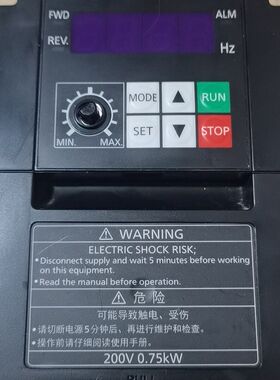 FWD ALM
REV. Hz
MODE ▲ RUN
SET ▼ STOP
MIN. MAX.
⚠ WARNING
ELECTRIC SHOCK RISK;
●Disconnect supply and wait 5 minutes before working
on this equipment.
●Read the manual before operation.
⚠ 危险
可能导致触电、受伤
●请切断电源5分钟后，再进行维护和检查。
●操作前请仔细阅读使用手册。
200V 0.75kW
PULL